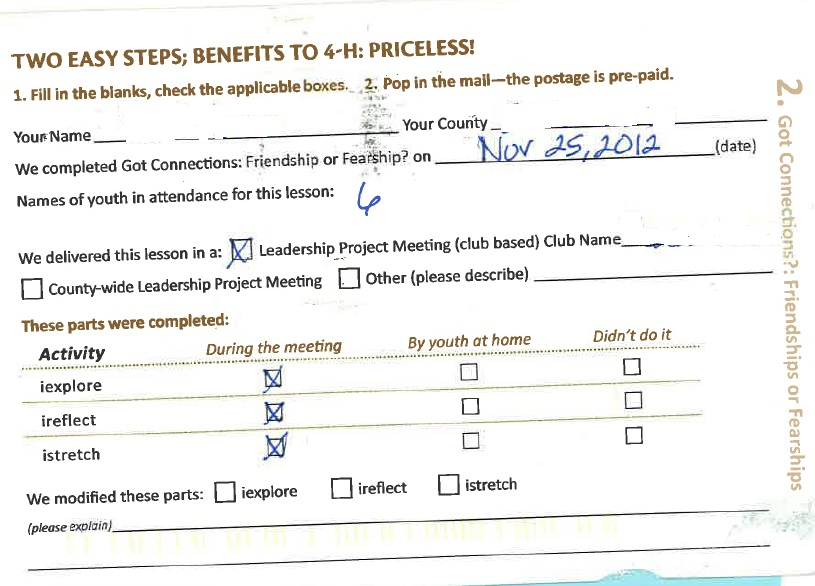 TWO EASY STEPS; BENEFITS TO 4-H: PRICELESS!
1. Fill in the blanks, check the applicable boxes. 2. Pop in the mail—the postage is pre-paid.
Your Name Your County
We completed Got Connections: Friendship or Fearship? on Nov 25, 2012 (date)
Names of youth in attendance for this lesson: 6
We delivered this lesson in a: Leadership Project Meeting (club based) Club Name
County-wide Leadership Project Meeting Other (please describe)
These parts were completed:
Activity During the meeting By youth at home Didn't do it
iexplore
ireflect
istretch
We modified these parts: iexplore ireflect istretch
(please explain)
2. Got Connections?: Friendships or Fearships